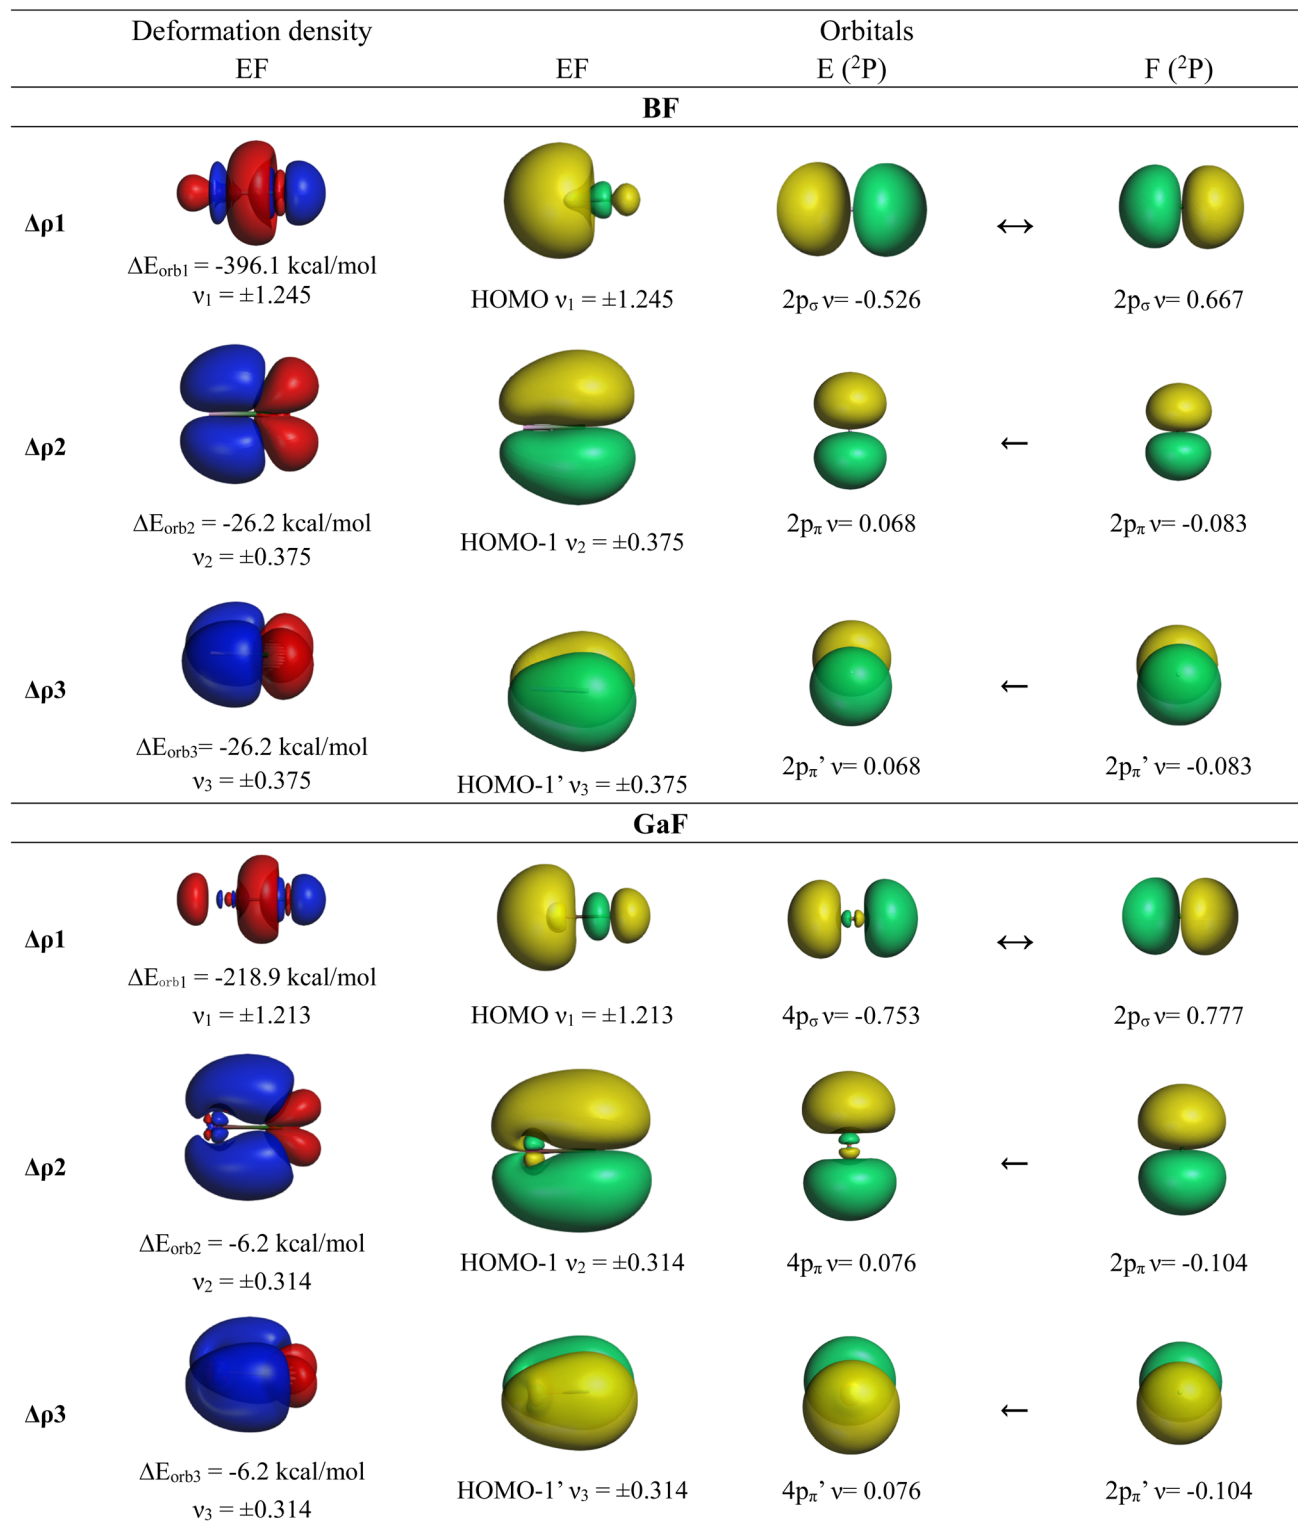 Deformation density Orbitals
EF EF E (²P) F (²P)
BF
Δρ1
ΔE_orb1 = -396.1 kcal/mol
ν₁ = ±1.245 HOMO ν₁ = ±1.245 2p_σ ν= -0.526 ↔ 2p_σ ν= 0.667
Δρ2 ←
ΔE_orb2 = -26.2 kcal/mol 2p_π ν= 0.068 2p_π ν= -0.083
ν₂ = ±0.375 HOMO-1 ν₂ = ±0.375
Δρ3 ←
ΔE_orb3= -26.2 kcal/mol 2p_π’ ν= 0.068 2p_π’ ν= -0.083
ν₃ = ±0.375 HOMO-1’ ν₃ = ±0.375
GaF
Δρ1 ↔
ΔE_orb1 = -218.9 kcal/mol
ν₁ = ±1.213 HOMO ν₁ = ±1.213 4p_σ ν= -0.753 2p_σ ν= 0.777
Δρ2 ←
ΔE_orb2 = -6.2 kcal/mol HOMO-1 ν₂ = ±0.314 4p_π ν= 0.076 2p_π ν= -0.104
ν₂ = ±0.314
Δρ3 ←
ΔE_orb3 = -6.2 kcal/mol HOMO-1’ ν₃ = ±0.314 4p_π’ ν= 0.076 2p_π’ ν= -0.104
ν₃ = ±0.314